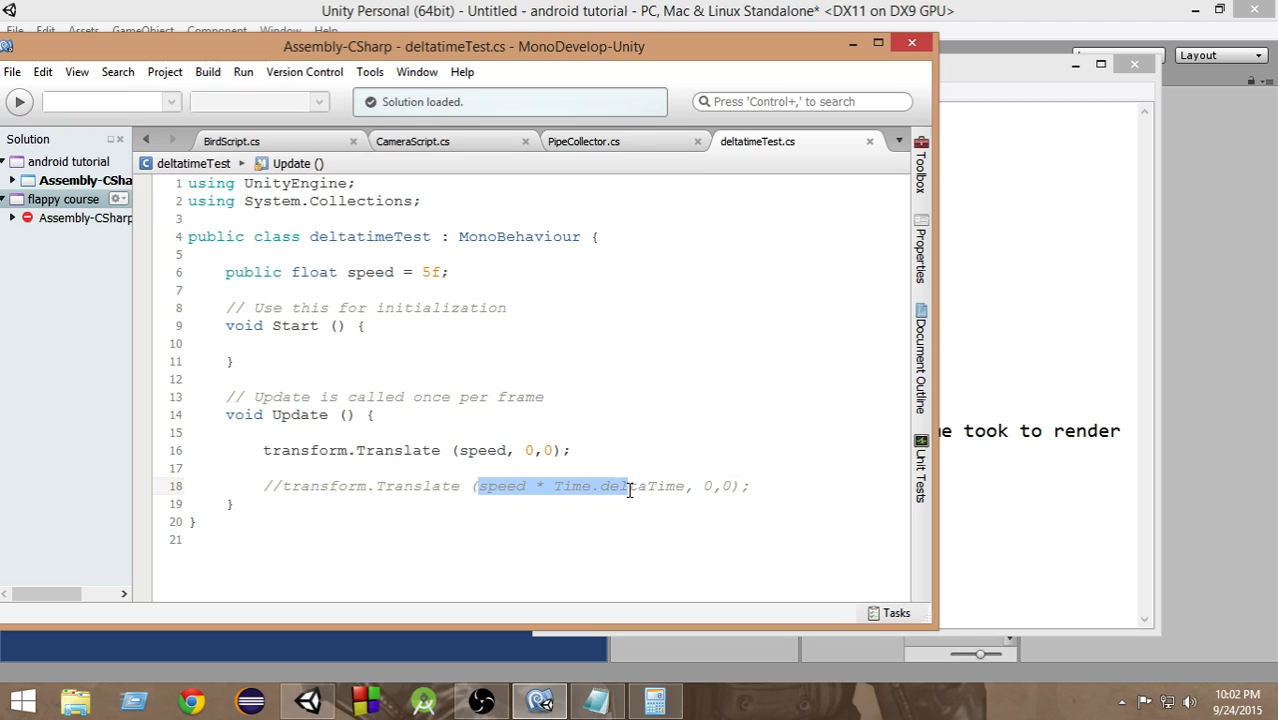 Unity Personal (64bit) - Untitled - android tutorial - PC, Mac & Linux Standalone* <DX11 on DX9 GPU>
File Edit Assets GameObject Component Window Help
Assembly-CSharp - deltatimeTest.cs - MonoDevelop-Unity
Layout
File Edit View Search Project Build Run Version Control Tools Window Help
Solution loaded.
Press 'Control+,' to search
Solution
BirdScript.cs
CameraScript.cs
PipeCollector.cs
deltatimeTest.cs
android tutorial
Assembly-CSha
flappy course
Assembly-CSharp
deltatimeTest
Update ()
1 using UnityEngine;
2 using System.Collections;
3
4 public class deltatimeTest : MonoBehaviour {
5
6 public float speed = 5f;
7
8 // Use this for initialization
9 void Start () {
10
11 }
12
13 // Update is called once per frame
14 void Update () {
15
16 transform.Translate (speed, 0,0);
17
18 //transform.Translate (speed * Time.deltaTime, 0,0);
19 }
20 }
21
Toolbox
Properties
Document Outline
Unit Tests
e took to render
Tasks
10:02 PM
9/24/2015